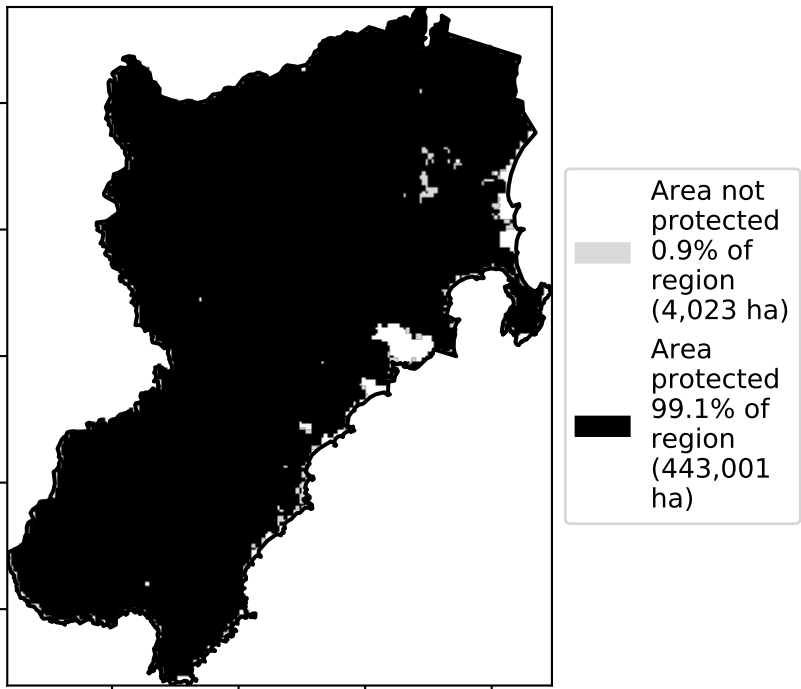 Area not
protected
0.9% of
region
(4,023 ha)
Area
protected
99.1% of
region
(443,001
ha)